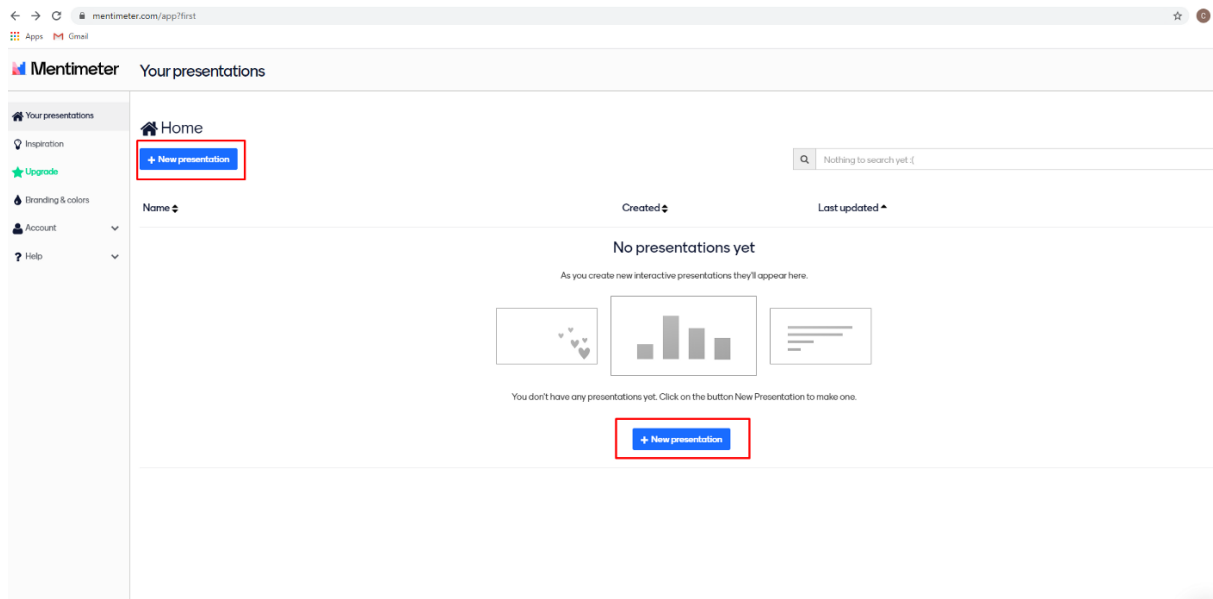 mentimeter.com/app?first
C
Apps
Gmail
Mentimeter
Your presentations
Your presentations
Inspiration
Upgrade
Branding & colors
Account
? Help
Home
+ New presentation
Nothing to search yet :(
Name
Created
Last updated
No presentations yet
As you create new interactive presentations they'll appear here.
You don't have any presentations yet. Click on the button New Presentation to make one.
+ New presentation